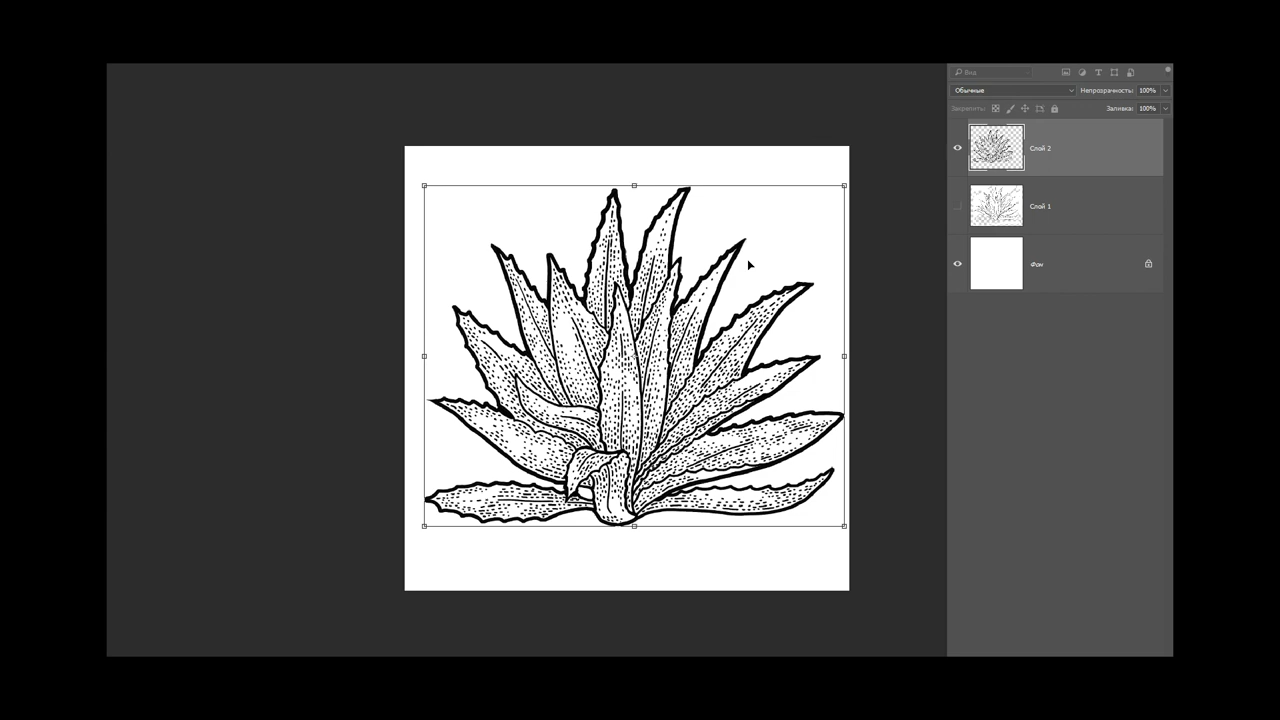 Вид
Обычные Непрозрачность: 100%
Закрепить: Заливка: 100%
Слой 2
Слой 1
Фон